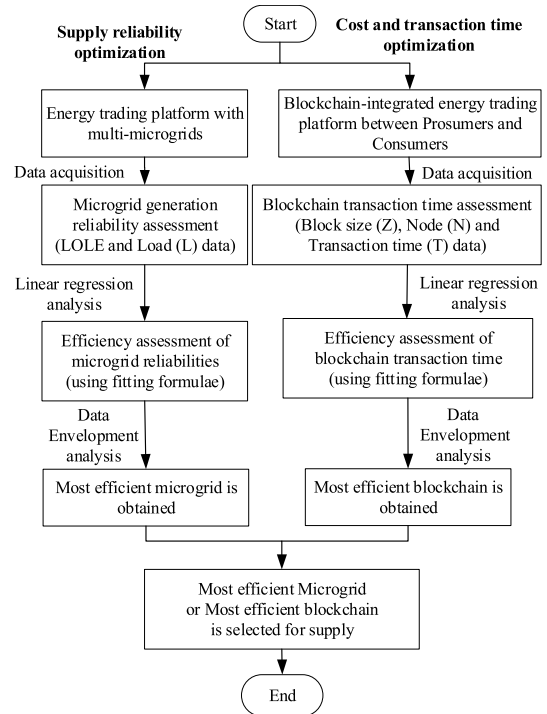 Start
Supply reliability
optimization
Cost and transaction time
optimization
Energy trading platform with
multi-microgrids
Blockchain-integrated energy trading
platform between Prosumers and
Consumers
Data acquisition
Data acquisition
Microgrid generation
reliability assessment
(LOLE and Load (L) data)
Blockchain transaction time assessment
(Block size (Z), Node (N) and
Transaction time (T) data)
Linear regression
analysis
Linear regression
analysis
Efficiency assessment of
microgrid reliabilities
(using fitting formulae)
Efficiency assessment of
blockchain transaction time
(using fitting formulae)
Data
Envelopment
analysis
Data
Envelopment
analysis
Most efficient microgrid is
obtained
Most efficient blockchain is
obtained
Most efficient Microgrid
or Most efficient blockchain
is selected for supply
End